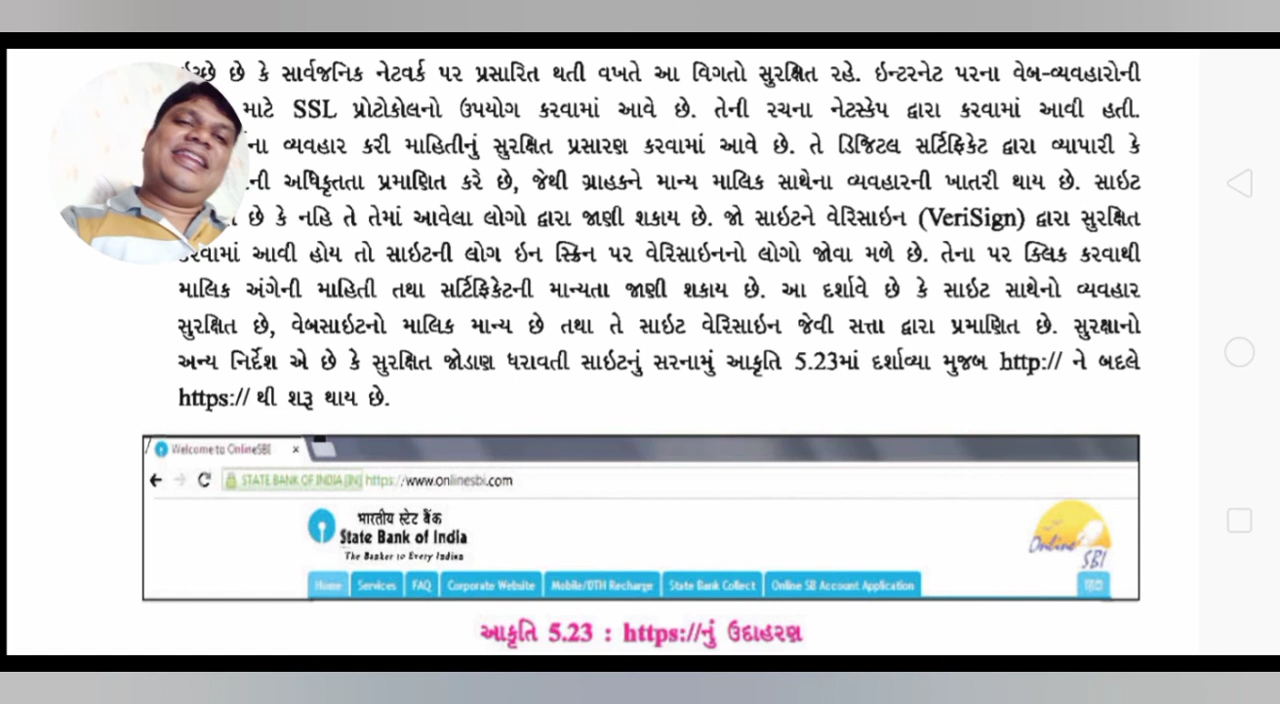 છે કે સાર્વજનિક નેટવર્ક પર પ્રસારિત થતી વખતે આ વિગતો સુરક્ષિત રહે. ઇન્ટરનેટ પરના વેબ-વ્યવહારોની
માટે SSL પ્રોટોકોલનો ઉપયોગ કરવામાં આવે છે. તેની રચના નેટસ્કેપ દ્વારા કરવામાં આવી હતી.
વ્યવહાર કરી માહિતીનું સુરક્ષિત પ્રસારણ કરવામાં આવે છે. તે ડિજિટલ સર્ટિફિકેટ દ્વારા વ્યાપારી કે
અધિકૃતતા પ્રમાણિત કરે છે, જેથી ગ્રાહકને માન્ય માલિક સાથેના વ્યવહારની ખાતરી થાય છે. સાઇટ
છે કે નહિ તે તેમાં આવેલા લોગો દ્વારા જાણી શકાય છે. જો સાઇટને વેરિસાઇન (VeriSign) દ્વારા સુરક્ષિત
કરવામાં આવી હોય તો સાઇટની લોગ ઇન સ્ક્રિન પર વેરિસાઇનનો લોગો જોવા મળે છે. તેના પર ક્લિક કરવાથી
માલિક અંગેની માહિતી તથા સર્ટિફિકેટની માન્યતા જાણી શકાય છે. આ દર્શાવે છે કે સાઇટ સાથેનો વ્યવહાર
સુરક્ષિત છે, વેબસાઇટનો માલિક માન્ય છે તથા તે સાઇટ વેરિસાઇન જેવી સત્તા દ્વારા પ્રમાણિત છે. સુરક્ષાનો
અન્ય નિર્દેશ એ છે કે સુરક્ષિત જોડાણ ધરાવતી સાઇટનું સરનામું આકૃતિ 5.23માં દર્શાવ્યા મુજબ http:// ને બદલે
https:// થી શરૂ થાય છે.
Welcome to OnlineSBI
STATE BANK OF INDIA [IN] https://www.onlinesbi.com
भारतीय स्टेट बैंक
State Bank of India
The Banker to Every Indian
Online SBI
Home Services FAQ Corporate Website Mobile/DTH Recharge State Bank Collect Online SB Account Application हिंदी
આકૃતિ 5.23 : https://નું ઉદાહરણ